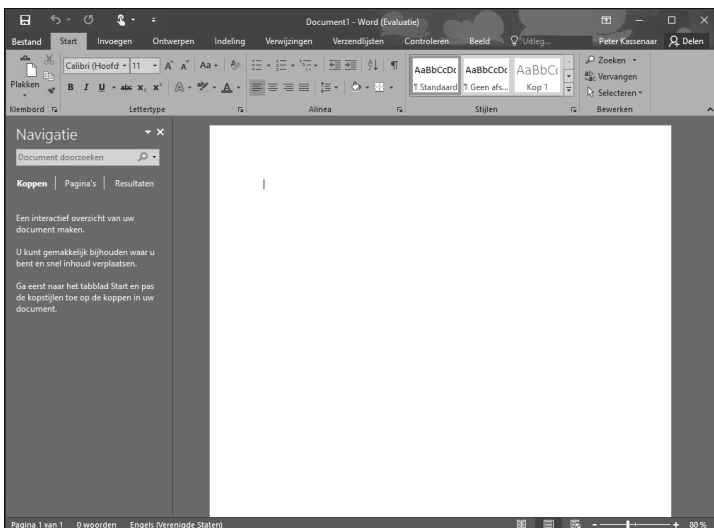 Document1 - Word (Evaluatie)
Bestand Start Invoegen Ontwerpen Indeling Verwijzingen Verzendlijsten Controleren Beeld Uitleg... Peter Kassenaar Delen
Plakken
Calibri (Hoofd 11 A A Aa
B I U abc x₂ x² A A
AaBbCcDc AaBbCcDc AaBbC
¶ Standaard ¶ Geen afs... Kop 1
Zoeken
Vervangen
Selecteren
Klembord Lettertype Alinea Stijlen Bewerken
Navigatie
Document doorzoeken
Koppen Pagina's Resultaten
Een interactief overzicht van uw
document maken.
U kunt gemakkelijk bijhouden waar u
bent en snel inhoud verplaatsen.
Ga eerst naar het tabblad Start en pas
de kopstijlen toe op de koppen in uw
document.
Pagina 1 van 1 0 woorden Engels (Verenigde Staten) 80 %